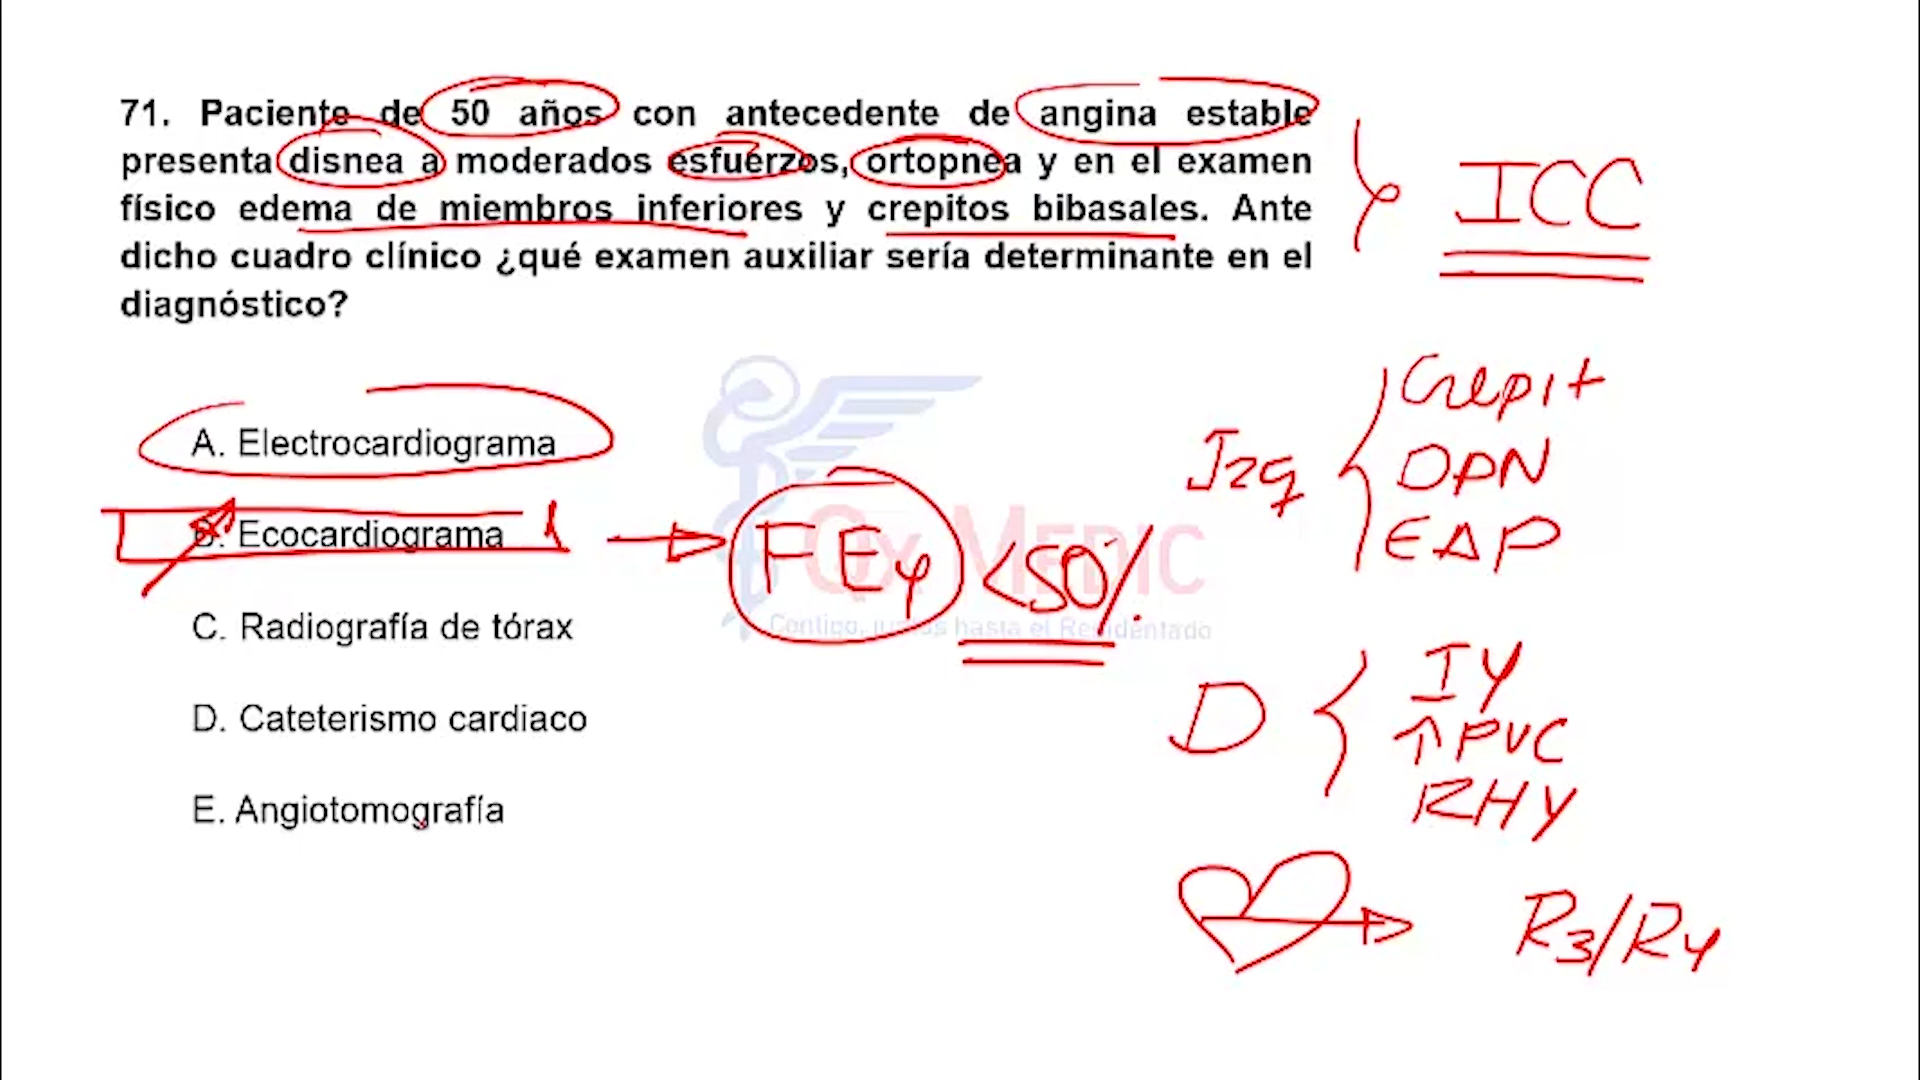 71. Paciente de 50 años con antecedente de angina estable
presenta disnea a moderados esfuerzos, ortopnea y en el examen
físico edema de miembros inferiores y crepitos bibasales. Ante
dicho cuadro clínico ¿qué examen auxiliar sería determinante en el
diagnóstico?
ICC
A. Electrocardiograma
B. Ecocardiograma
C. Radiografía de tórax
D. Cateterismo cardiaco
E. Angiotomografía
QX MEDIC
Contigo, juntos hasta el Residentado
FEy <50%
Izq
Crepit
DPN
EAP
D
IY
↑PVC
RHY
R3/R4